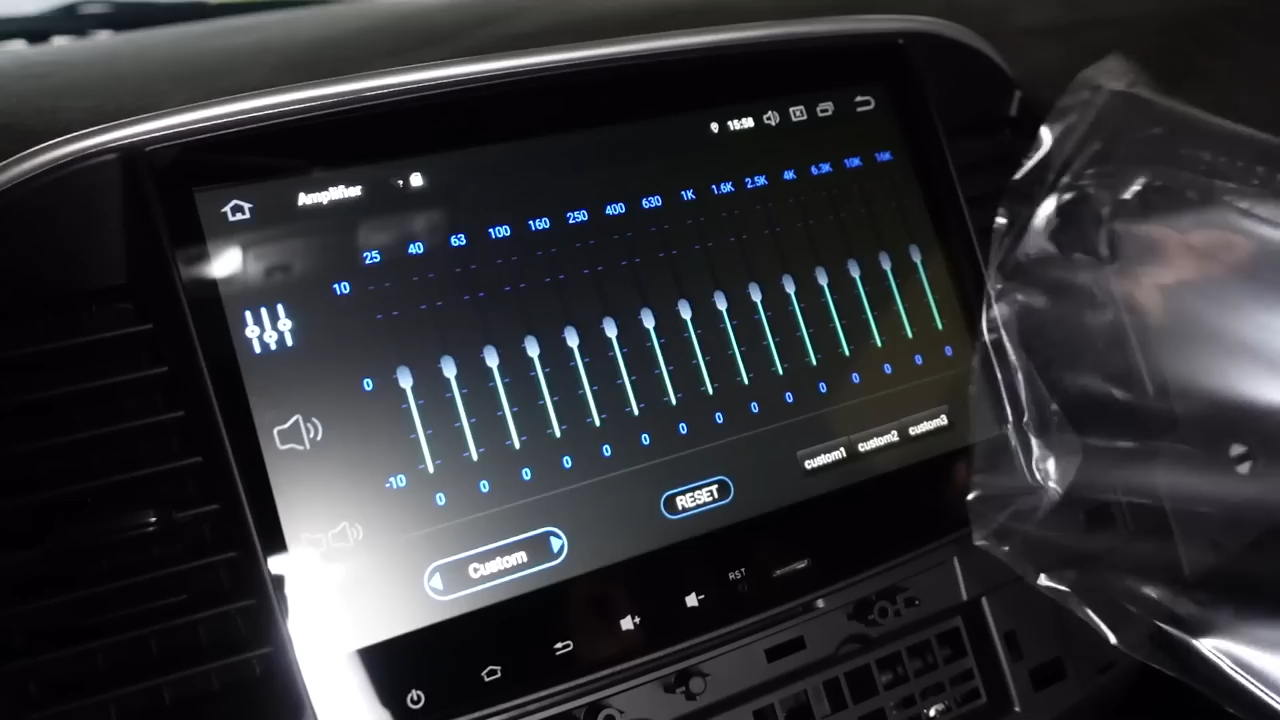 Amplifier ? 15:58
25 40 63 100 160 250 400 630 1K 1.6K 2.5K 4K 6.3K 10K 16K
10
0
-10
0 0 0 0 0 0 0 0 0 0 0 0 0 0 0
custom1 custom2 custom3
Custom RESET
RST